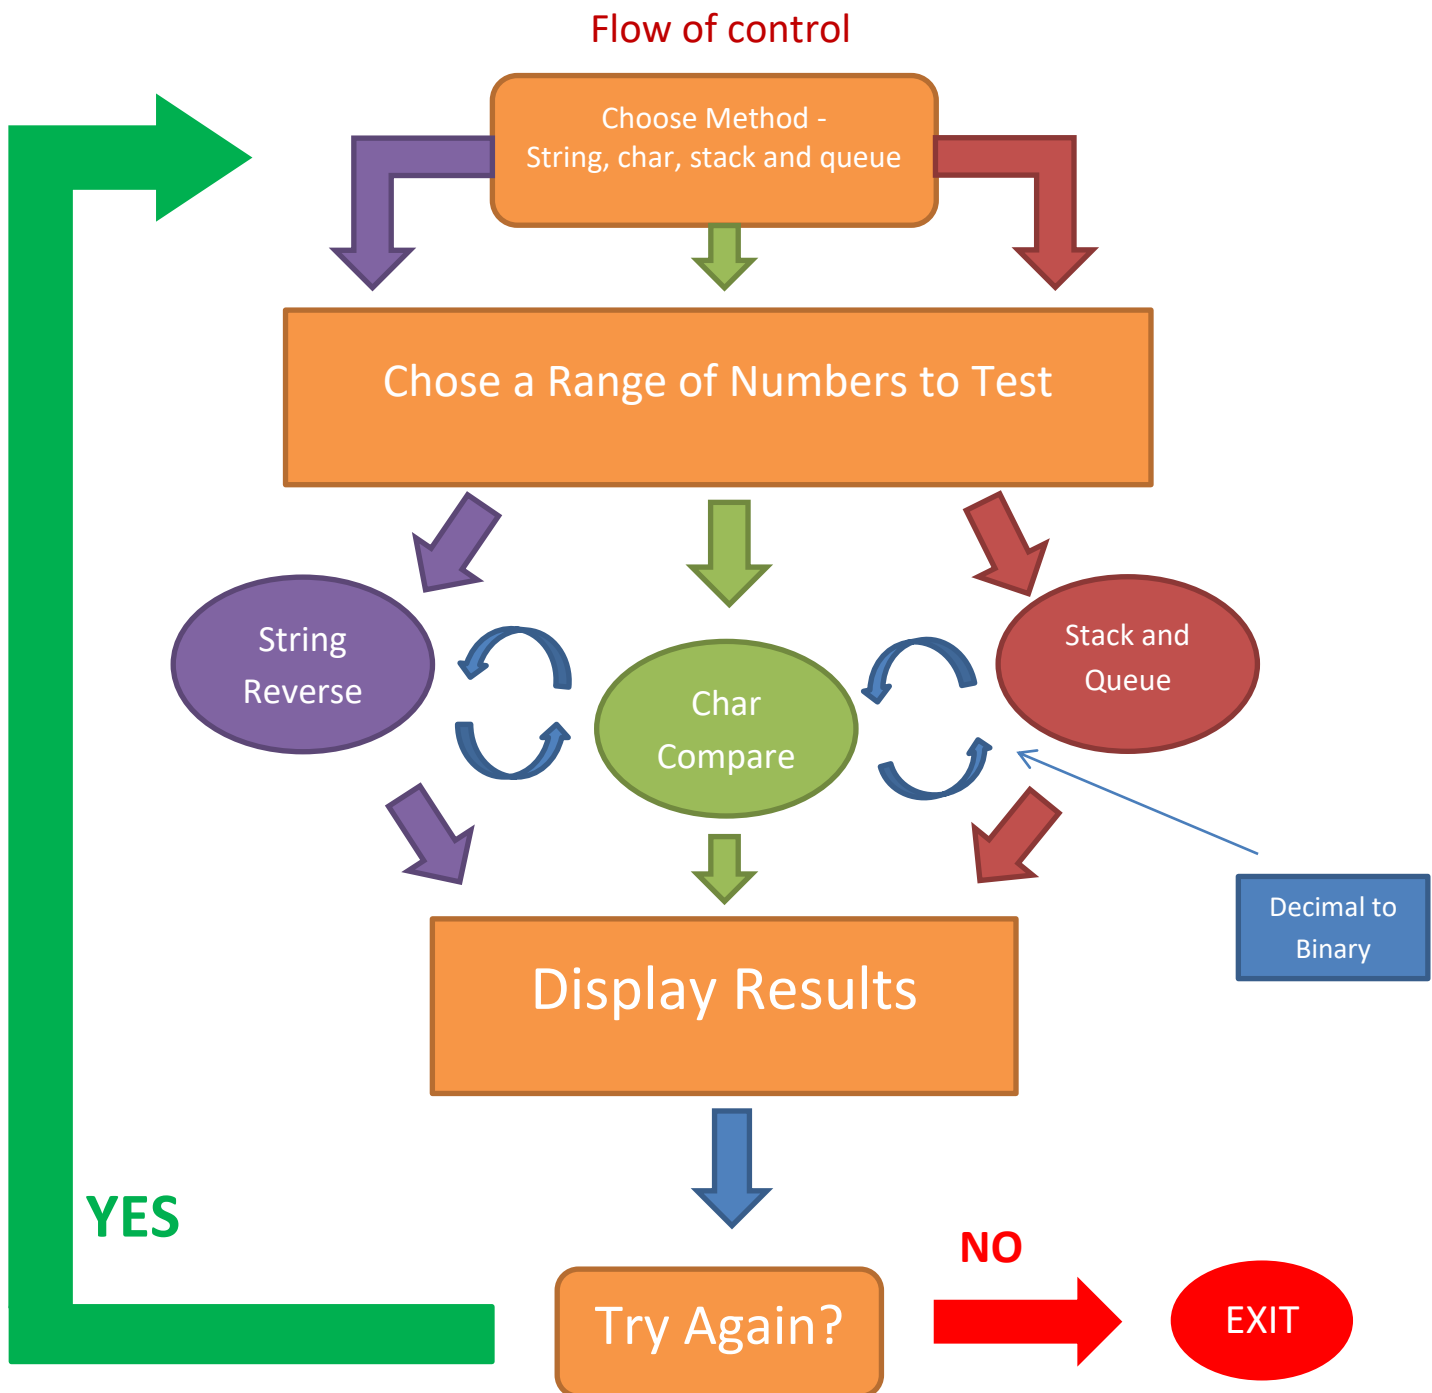 Flow of control
Choose Method -
String, char, stack and queue
Chose a Range of Numbers to Test
String
Reverse
Char
Compare
Stack and
Queue
Decimal to
Binary
Display Results
YES
NO
Try Again?
EXIT